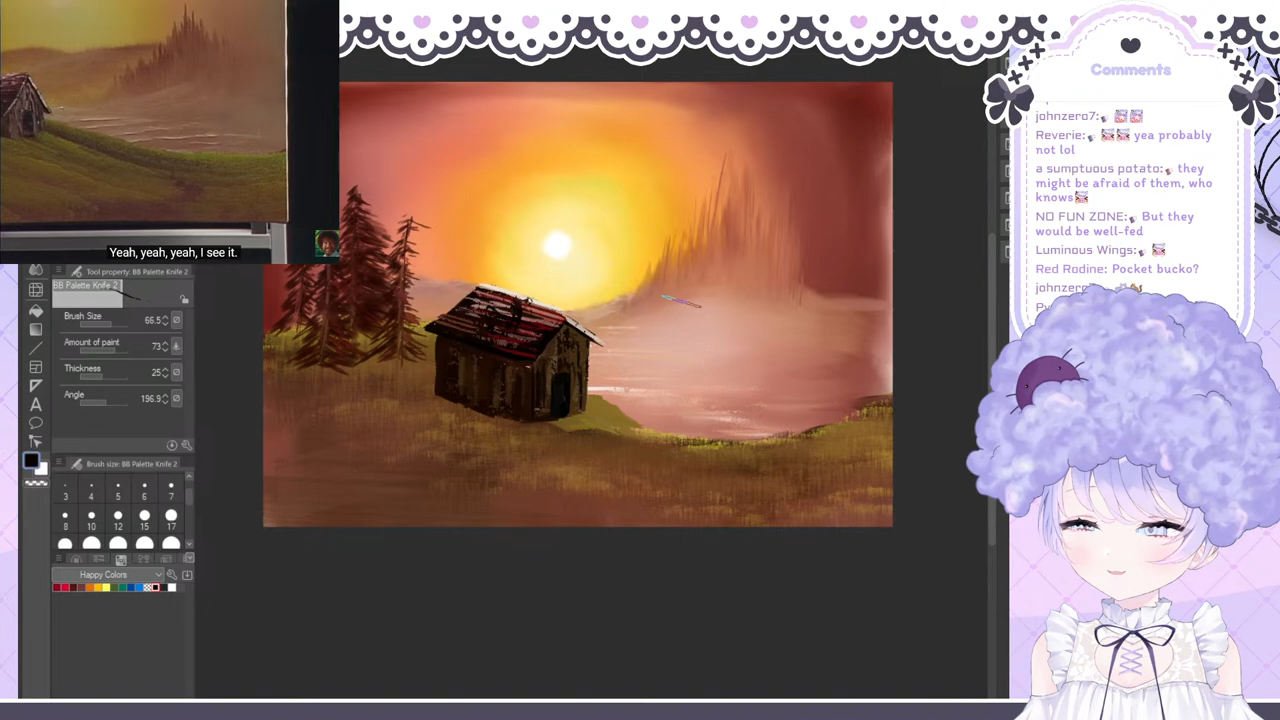 Yeah, yeah, yeah, I see it.
Tool property: BB Palette Knife 2
BB Palette Knife 2
Brush Size 66.5
Amount of paint 73
Thickness 25
Angle 196.9
Brush size: BB Palette Knife 2
3 4 5 6 7
8 10 12 15 17
Happy Colors
A
Comments
johnzero7:
Reverie: yea probably
not lol
a sumptuous potato: they
might be afraid of them, who
knows
NO FUN ZONE: But they
would be well-fed
Luminous Wings:
Red Rodine: Pocket bucko?
johnzero